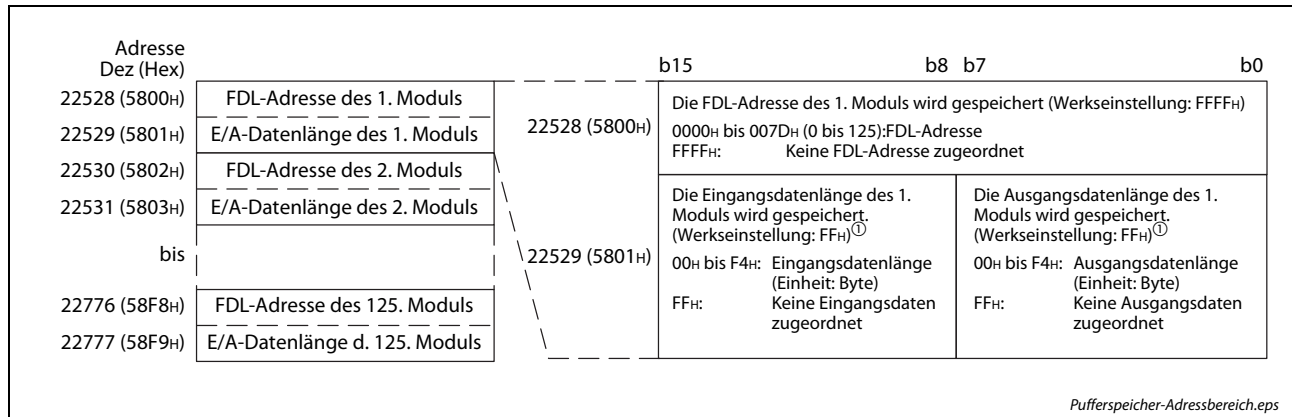 Adresse
Dez (Hex)
22528 (5800H)
FDL-Adresse des 1. Moduls
22529 (5801H)
E/A-Datenlänge des 1. Moduls
22530 (5802H)
FDL-Adresse des 2. Moduls
22531 (5803H)
E/A-Datenlänge des 2. Moduls
bis
22776 (58F8H)
FDL-Adresse des 125. Moduls
22777 (58F9H)
E/A-Datenlänge d. 125. Moduls
b15 b8 b7 b0
22528 (5800H)
Die FDL-Adresse des 1. Moduls wird gespeichert (Werkseinstellung: FFFFH)
0000H bis 007DH (0 bis 125):FDL-Adresse
FFFFH: Keine FDL-Adresse zugeordnet
22529 (5801H)
Die Eingangsdatenlänge des 1.
Moduls wird gespeichert.
(Werkseinstellung: FFH)①
00H bis F4H: Eingangsdatenlänge
(Einheit: Byte)
FFH: Keine Eingangsdaten
zugeordnet
Die Ausgangsdatenlänge des 1.
Moduls wird gespeichert.
(Werkseinstellung: FFH)①
00H bis F4H: Ausgangsdatenlänge
(Einheit: Byte)
FFH: Keine Ausgangsdaten
zugeordnet
Pufferspeicher-Adressbereich.eps